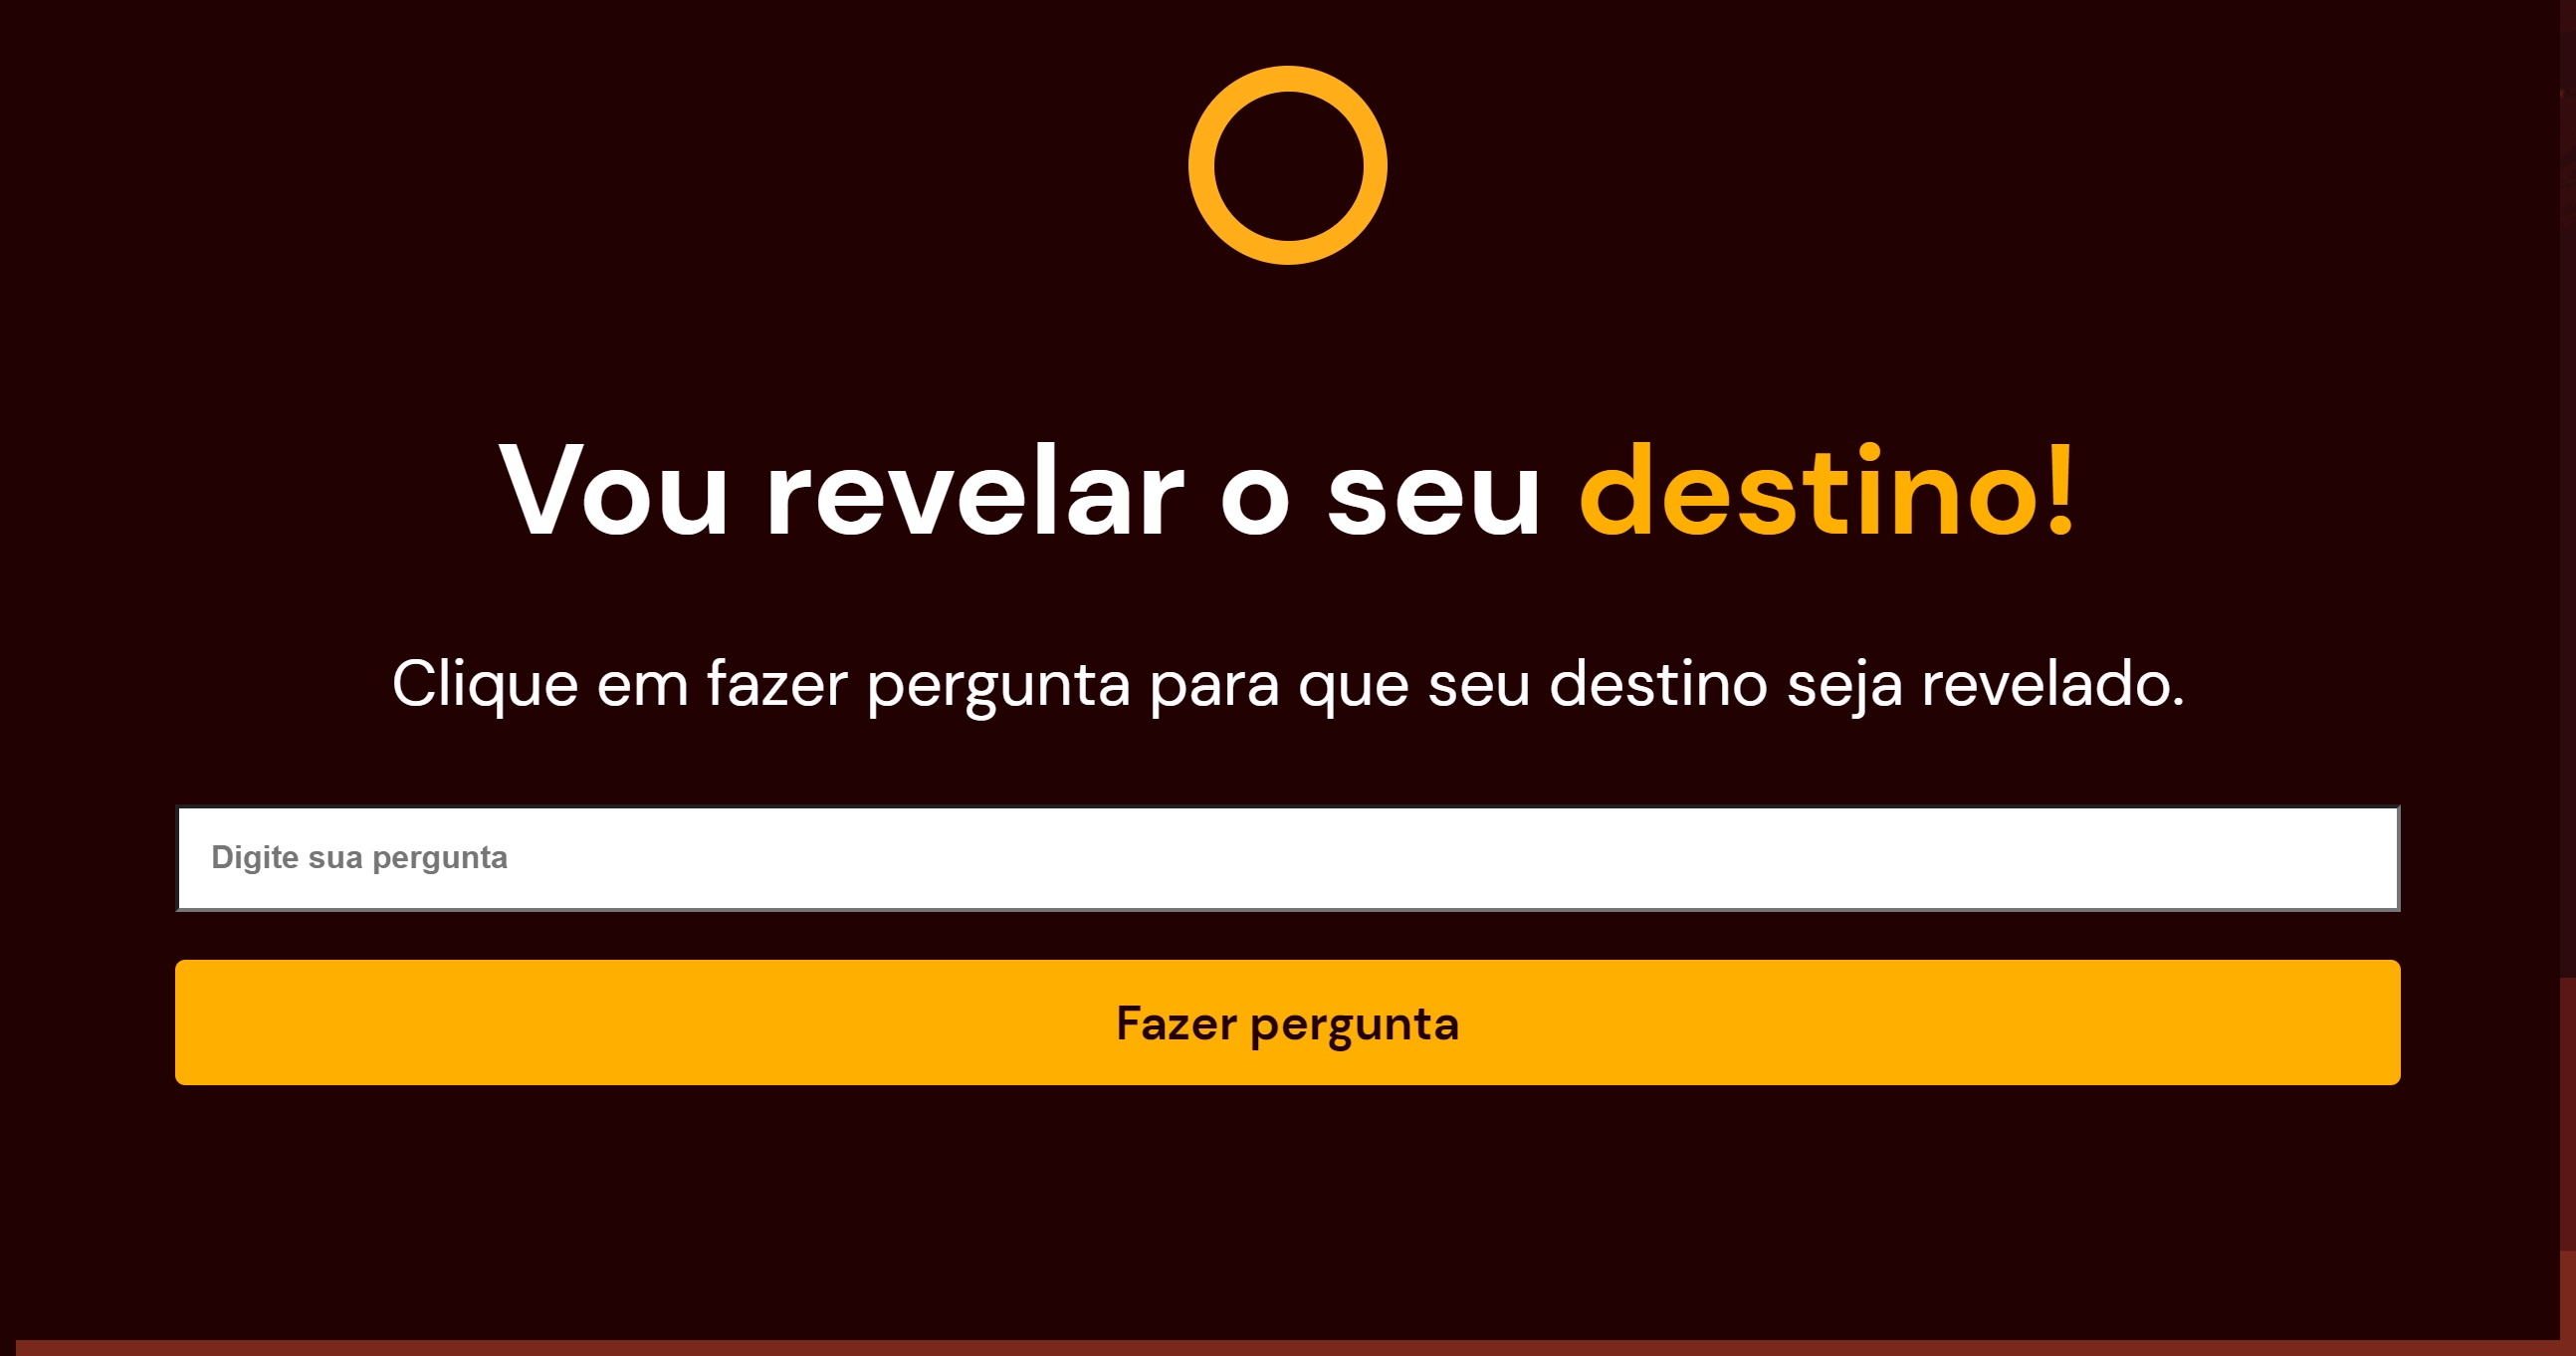 Vou revelar o seu destino!
Clique em fazer pergunta para que seu destino seja revelado.
Digite sua pergunta
Fazer pergunta